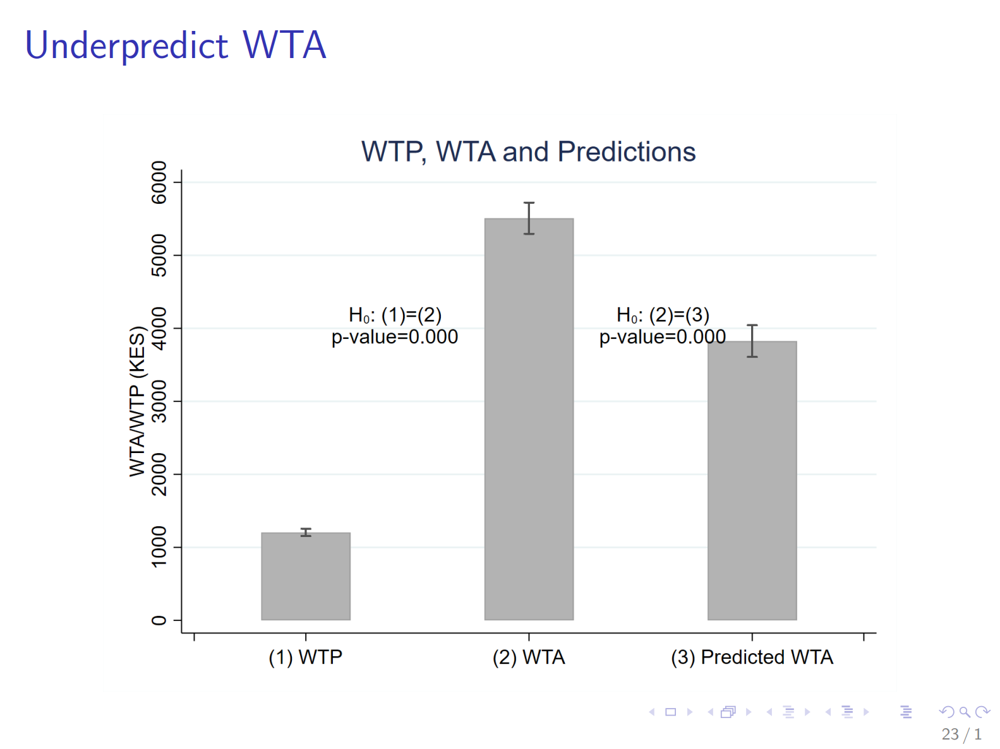 Underpredict WTA
WTP, WTA and Predictions
WTA/WTP (KES)
6000
5000
4000
3000
2000
1000
0
H₀: (1)=(2)
p-value=0.000
H₀: (2)=(3)
p-value=0.000
(1) WTP
(2) WTA
(3) Predicted WTA
23 / 1